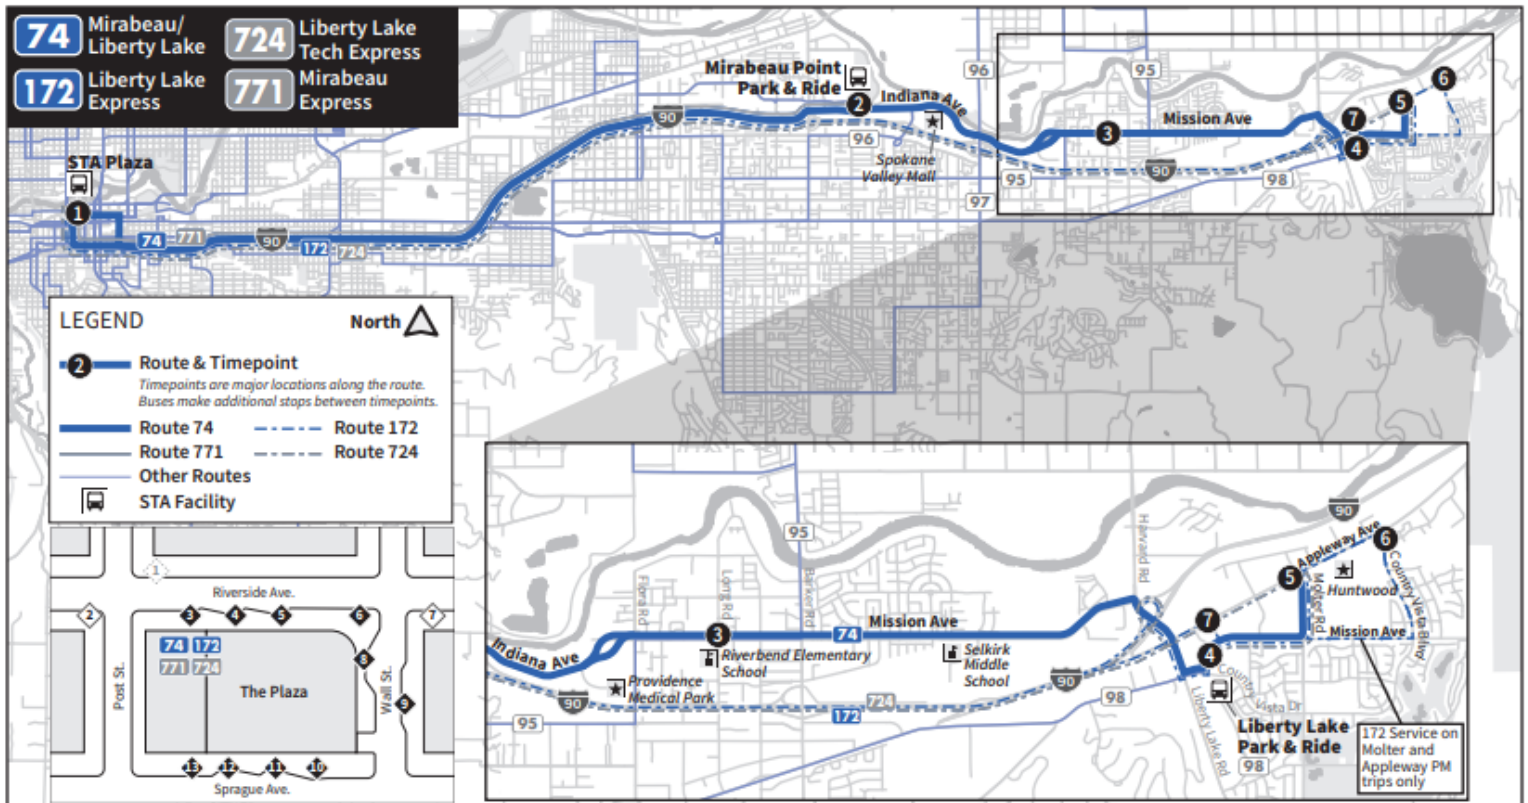 74 Mirabeau/
Liberty Lake
724 Liberty Lake
Tech Express
172 Liberty Lake
Express
771 Mirabeau
Express
STA Plaza
1
74
771
90
172
724
90
Mirabeau Point
Park & Ride
2
Indiana Ave
96
96
Spokane
Valley Mall
95
97
95
3
Mission Ave
90
98
7
4
5
6
LEGEND
North
2
Route & Timepoint
Timepoints are major locations along the route.
Buses make additional stops between timepoints.
Route 74
Route 172
Route 771
Route 724
Other Routes
STA Facility
1
Riverside Ave.
2
3
4
5
6
7
74 172
771 724
The Plaza
Post St.
Wall St.
8
9
13
12
11
10
Sprague Ave.
95
Flora Rd
Long Rd
Barker Rd
Harvard Rd
90
Appleway Ave
6
5
Huntwood
Molter Rd
Country Vista Blvd
Mission Ave
7
4
3
74
Mission Ave
Indiana Ave
Riverbend Elementary
School
Selkirk
Middle
School
Providence
Medical Park
90
95
724
172
90
98
Country
Vista Dr
Liberty Lake Rd
Liberty Lake
Park & Ride
98
172 Service on
Molter and
Appleway PM
trips only